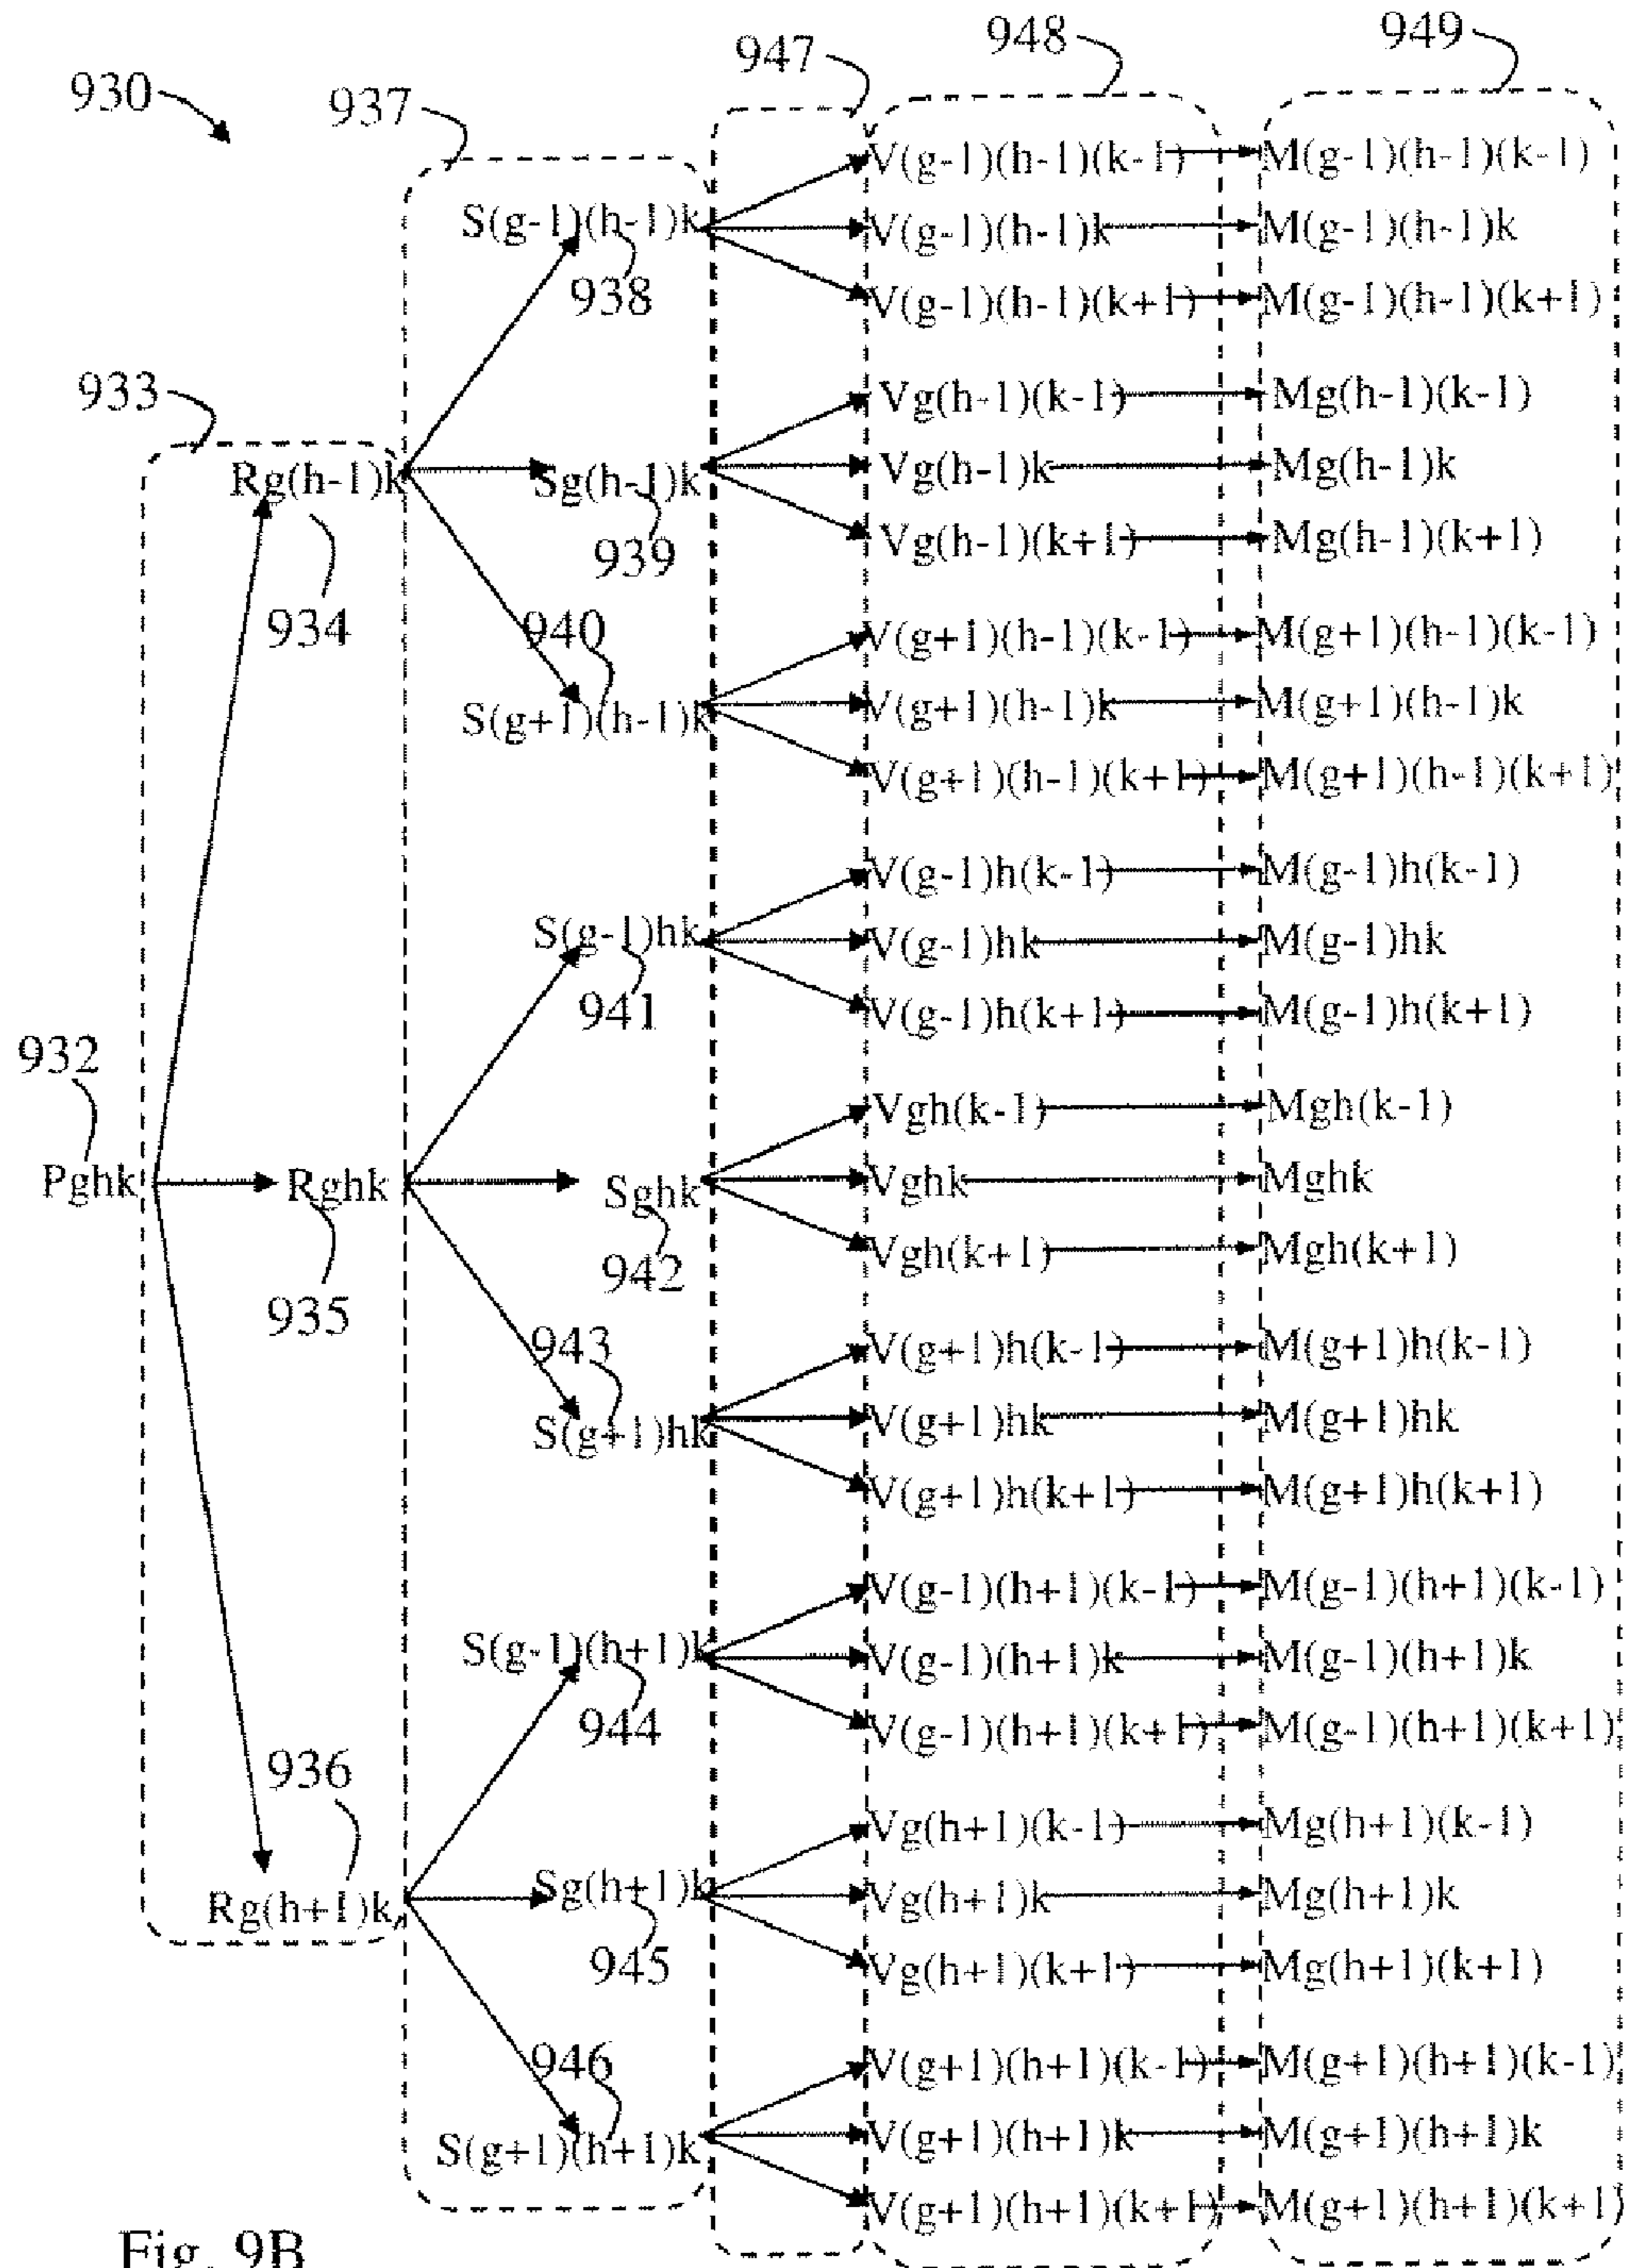 930
937
947
948
949
V(g-1)(h-1)(k-1)
M(g-1)(h-1)(k-1)
S(g-1)(h-1)k
V(g-1)(h-1)k
M(g-1)(h-1)k
938
V(g-1)(h-1)(k+1)
M(g-1)(h-1)(k+1)
933
Vg(h-1)(k-1)
Mg(h-1)(k-1)
Rg(h-1)k
Sg(h-1)k
Vg(h-1)k
Mg(h-1)k
939
Vg(h-1)(k+1)
Mg(h-1)(k+1)
934
940
V(g+1)(h-1)(k-1)
M(g+1)(h-1)(k-1)
S(g+1)(h-1)k
V(g+1)(h-1)k
M(g+1)(h-1)k
V(g+1)(h-1)(k+1)
M(g+1)(h-1)(k+1)
V(g-1)h(k-1)
M(g-1)h(k-1)
S(g-1)hk
V(g-1)hk
M(g-1)hk
941
V(g-1)h(k+1)
M(g-1)h(k+1)
932
Vgh(k-1)
Mgh(k-1)
Pghk
Rghk
Sghk
Vghk
Mghk
942
Vgh(k+1)
Mgh(k+1)
935
943
V(g+1)h(k-1)
M(g+1)h(k-1)
S(g+1)hk
V(g+1)hk
M(g+1)hk
V(g+1)h(k+1)
M(g+1)h(k+1)
V(g-1)(h+1)(k-1)
M(g-1)(h+1)(k-1)
S(g-1)(h+1)k
V(g-1)(h+1)k
M(g-1)(h+1)k
944
V(g-1)(h+1)(k+1)
M(g-1)(h+1)(k+1)
936
Vg(h+1)(k-1)
Mg(h+1)(k-1)
Rg(h+1)k
Sg(h+1)k
Vg(h+1)k
Mg(h+1)k
945
Vg(h+1)(k+1)
Mg(h+1)(k+1)
946
V(g+1)(h+1)(k-1)
M(g+1)(h+1)(k-1)
S(g+1)(h+1)k
V(g+1)(h+1)k
M(g+1)(h+1)k
V(g+1)(h+1)(k+1)
M(g+1)(h+1)(k+1)
Fig. 9B